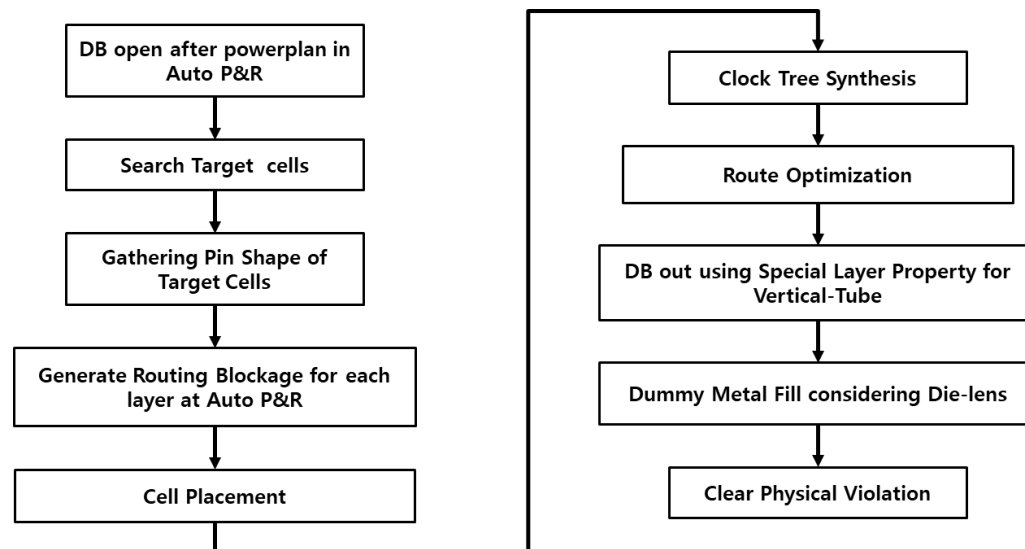 DB open after powerplan in
Auto P&R
Search Target cells
Gathering Pin Shape of
Target Cells
Generate Routing Blockage for each
layer at Auto P&R
Cell Placement
Clock Tree Synthesis
Route Optimization
DB out using Special Layer Property for
Vertical-Tube
Dummy Metal Fill considering Die-lens
Clear Physical Violation